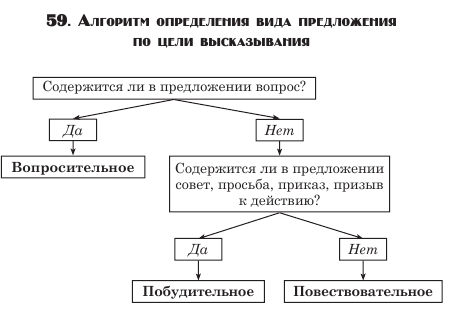 59. Алгоритм определения вида предложения
по цели высказывания
Содержится ли в предложении вопрос?
Да
Нет
Вопросительное
Содержится ли в предложении
совет, просьба, приказ, призыв
к действию?
Да
Нет
Побудительное
Повествовательное